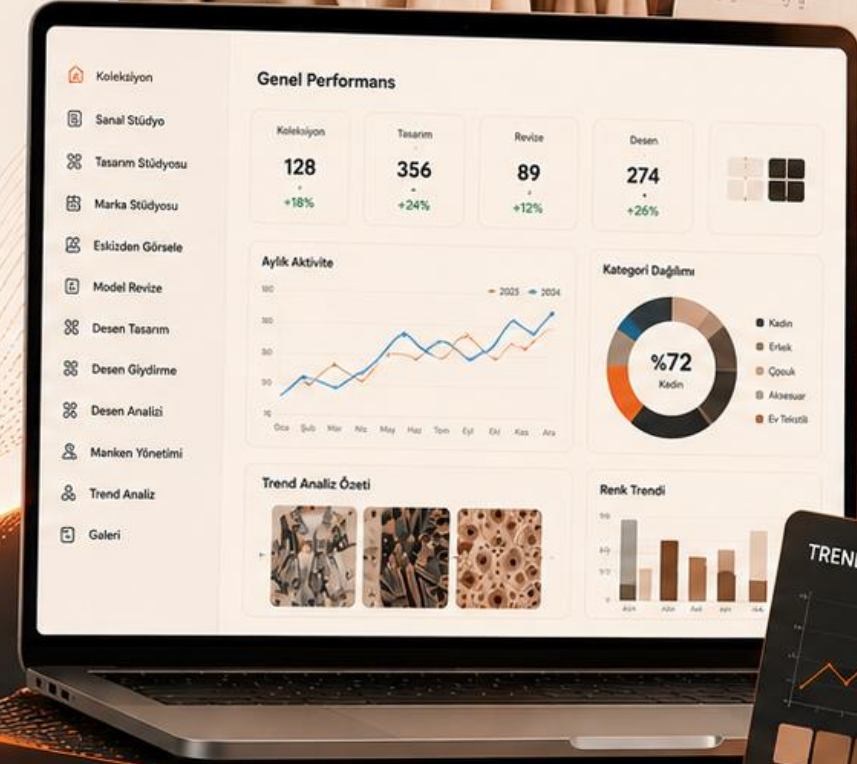 Koleksiyon
Sanal Stüdyo
Tasarım Stüdyosu
Marka Stüdyosu
Eskizden Görsele
Model Revize
Desen Tasarım
Desen Giydirme
Desen Analizi
Manken Yönetimi
Trend Analiz
Galeri
Genel Performans
Koleksiyon
128
+18%
Tasarım
356
+24%
Revize
89
+12%
Desen
274
+26%
Aylık Aktivite
2025 2024
Oca Şub Mar Nis May Haz Tem Eyl Eki Kas Ara
Kategori Dağılımı
%72
Kadın
Kadın
Erkek
Çocuk
Aksesuar
Ev Tekstili
Trend Analiz Özeti
Renk Trendi
TREN